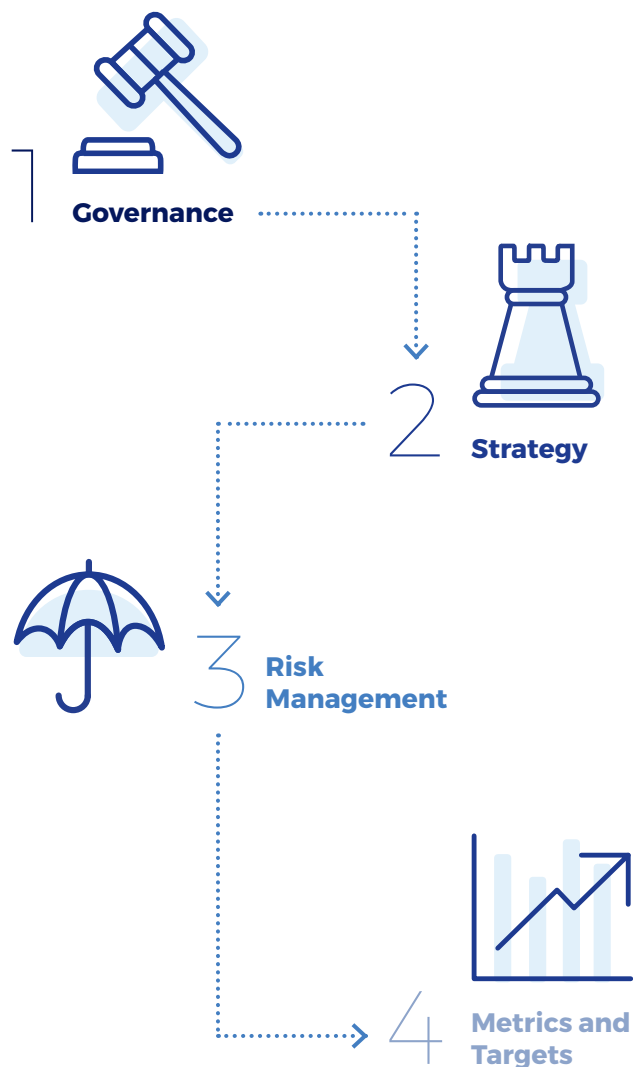 1
Governance
2
Strategy
3
Risk
Management
4
Metrics and
Targets